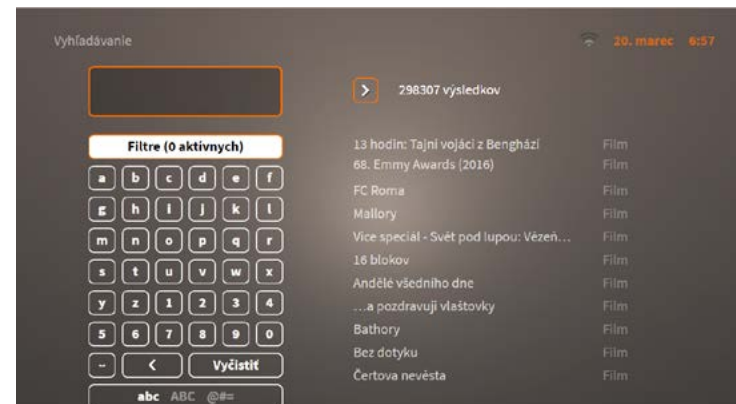 Vyhľadávanie
20. marec 6:57
298307 výsledkov
Filtre (0 aktívnych)
a b c d e f
g h i j k l
m n o p q r
s t u v w x
y z 1 2 3 4
5 6 7 8 9 0
- < Vyčistiť
abc ABC @#=
13 hodin: Tajní vojáci z Benghází Film
68. Emmy Awards (2016) Film
FC Roma Film
Mallory Film
Vice speciál - Svět pod lupou: Vězeň... Film
16 blokov Film
Andělé všedního dne Film
...a pozdravuji vlaštovky Film
Bathory Film
Bez dotyku Film
Čertova nevěsta Film